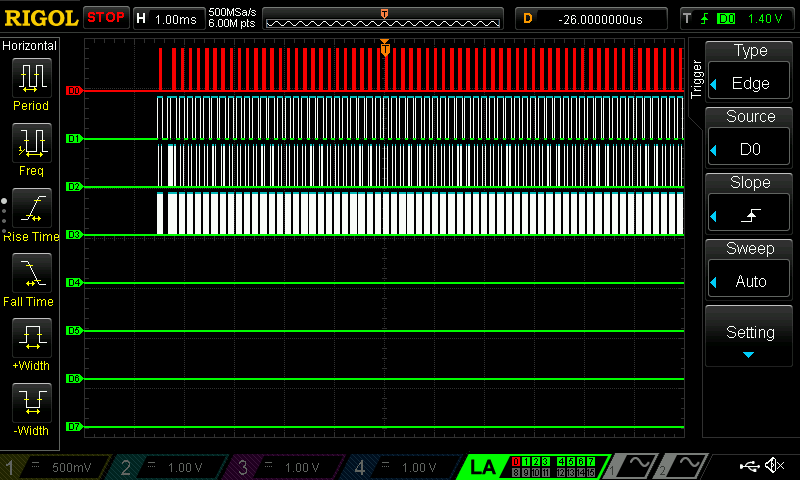 RIGOL STOP H 1.00ms 500MSa/s 6.00M pts T D -26.0000000us T D0 1.40 V
Horizontal
Period
Freq
Rise Time
Fall Time
+Width
-Width
T
D0
D1
D2
D3
D4
D5
D6
D7
Trigger
Type
Edge
Source
D0
Slope
Sweep
Auto
Setting
1 500mV 2 1.00 V 3 1.00 V 4 1.00 V LA 0 1 2 3 4 5 6 7 1 2
8 9 10 11 12 13 14 15